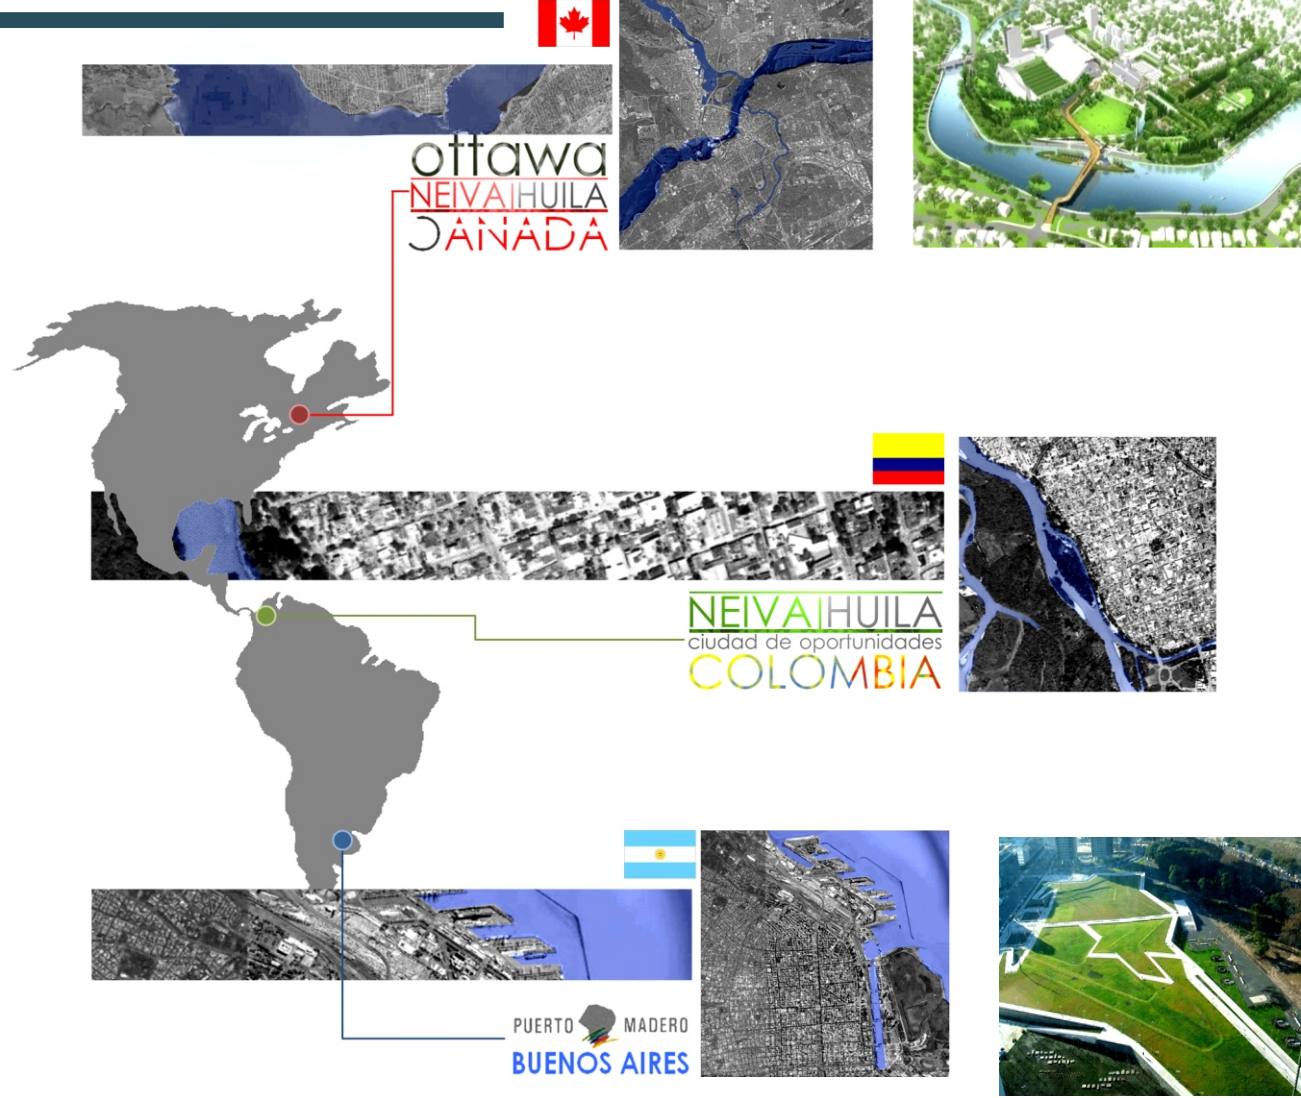 ottawa
NEIVA|HUILA
CANADA
NEIVA|HUILA
ciudad de oportunidades
COLOMBIA
PUERTO MADERO
BUENOS AIRES